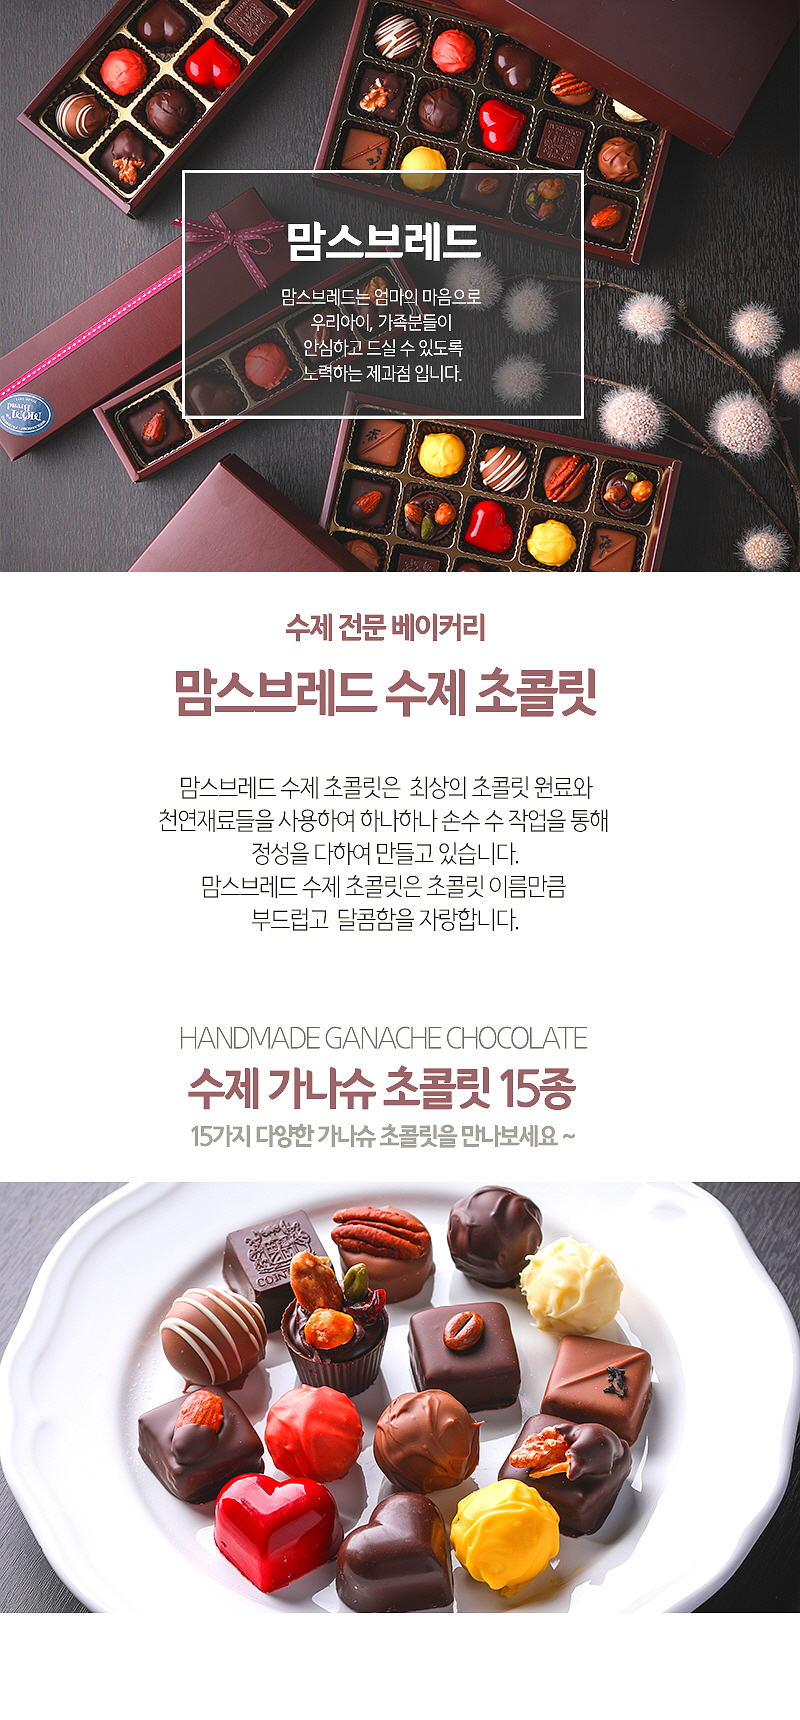 맘스브레드
맘스브레드는 엄마의 마음으로
우리아이, 가족분들이
안심하고 드실 수 있도록
노력하는 제과점 입니다.
수제 전문 베이커리
맘스브레드 수제 초콜릿
맘스브레드 수제 초콜릿은 최상의 초콜릿 원료와
천연재료들을 사용하여 하나하나 손수 수 작업을 통해
정성을 다하여 만들고 있습니다.
맘스브레드 수제 초콜릿은 초콜릿 이름만큼
부드럽고 달콤함을 자랑합니다.
HANDMADE GANACHE CHOCOLATE
수제 가나슈 초콜릿 15종
15가지 다양한 가나슈 초콜릿을 만나보세요 ~